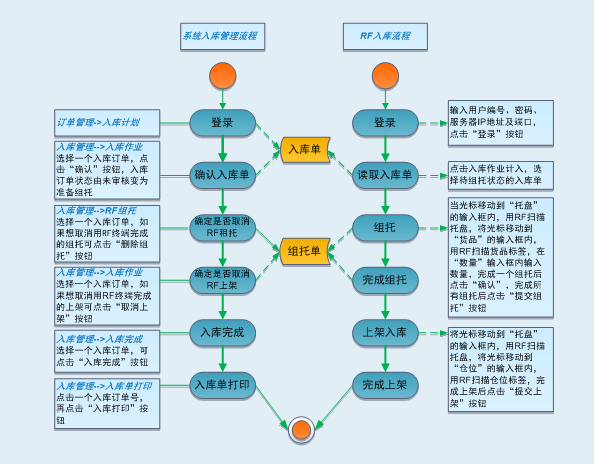 系统入库管理流程
RF入库流程
订单管理-->入库计划
登录
登录
输入用户编号、密码、
服务器IP地址及端口，
点击“登录”按钮
入库单
入库管理-->入库作业
选择一个入库订单，点
击“确认”按钮，入库
订单状态由未审核变为
准备组托
确认入库单
读取入库单
点击入库作业计入，选
择待组托状态的入库单
入库管理-->RF组托
选择一个入库订单，如
果想取消用RF终端完成
的组托可点击“删除组
托”按钮
确定是否取消
RF组托
组托
当光标移动到“托盘”
的输入框内，用RF扫描
托盘，将光标移动到
“货品”的输入框内，
用RF扫描货品标签，在
“数量”输入框内输入
数量，完成一个组托后
点击“确认”，完成所
有组托后点击“提交组
托”按钮
组托单
入库管理-->入库作业
选择一个入库订单，如
果想取消用RF终端完成
的上架可点击“取消上
架”按钮
确定是否取消
RF上架
完成组托
入库管理-->入库完成
选择一个入库订单，可
点击“入库完成”按钮
入库完成
上架入库
将光标移动到“托盘”
的输入框内，用RF扫描
托盘，将光标移动到
“仓位”的输入框内，
用RF扫描仓位标签，完
成上架后点击“提交上
架”按钮
入库管理-->入库单打印
点击一个入库订单号，
再点击“入库打印”按
钮
入库单打印
完成上架